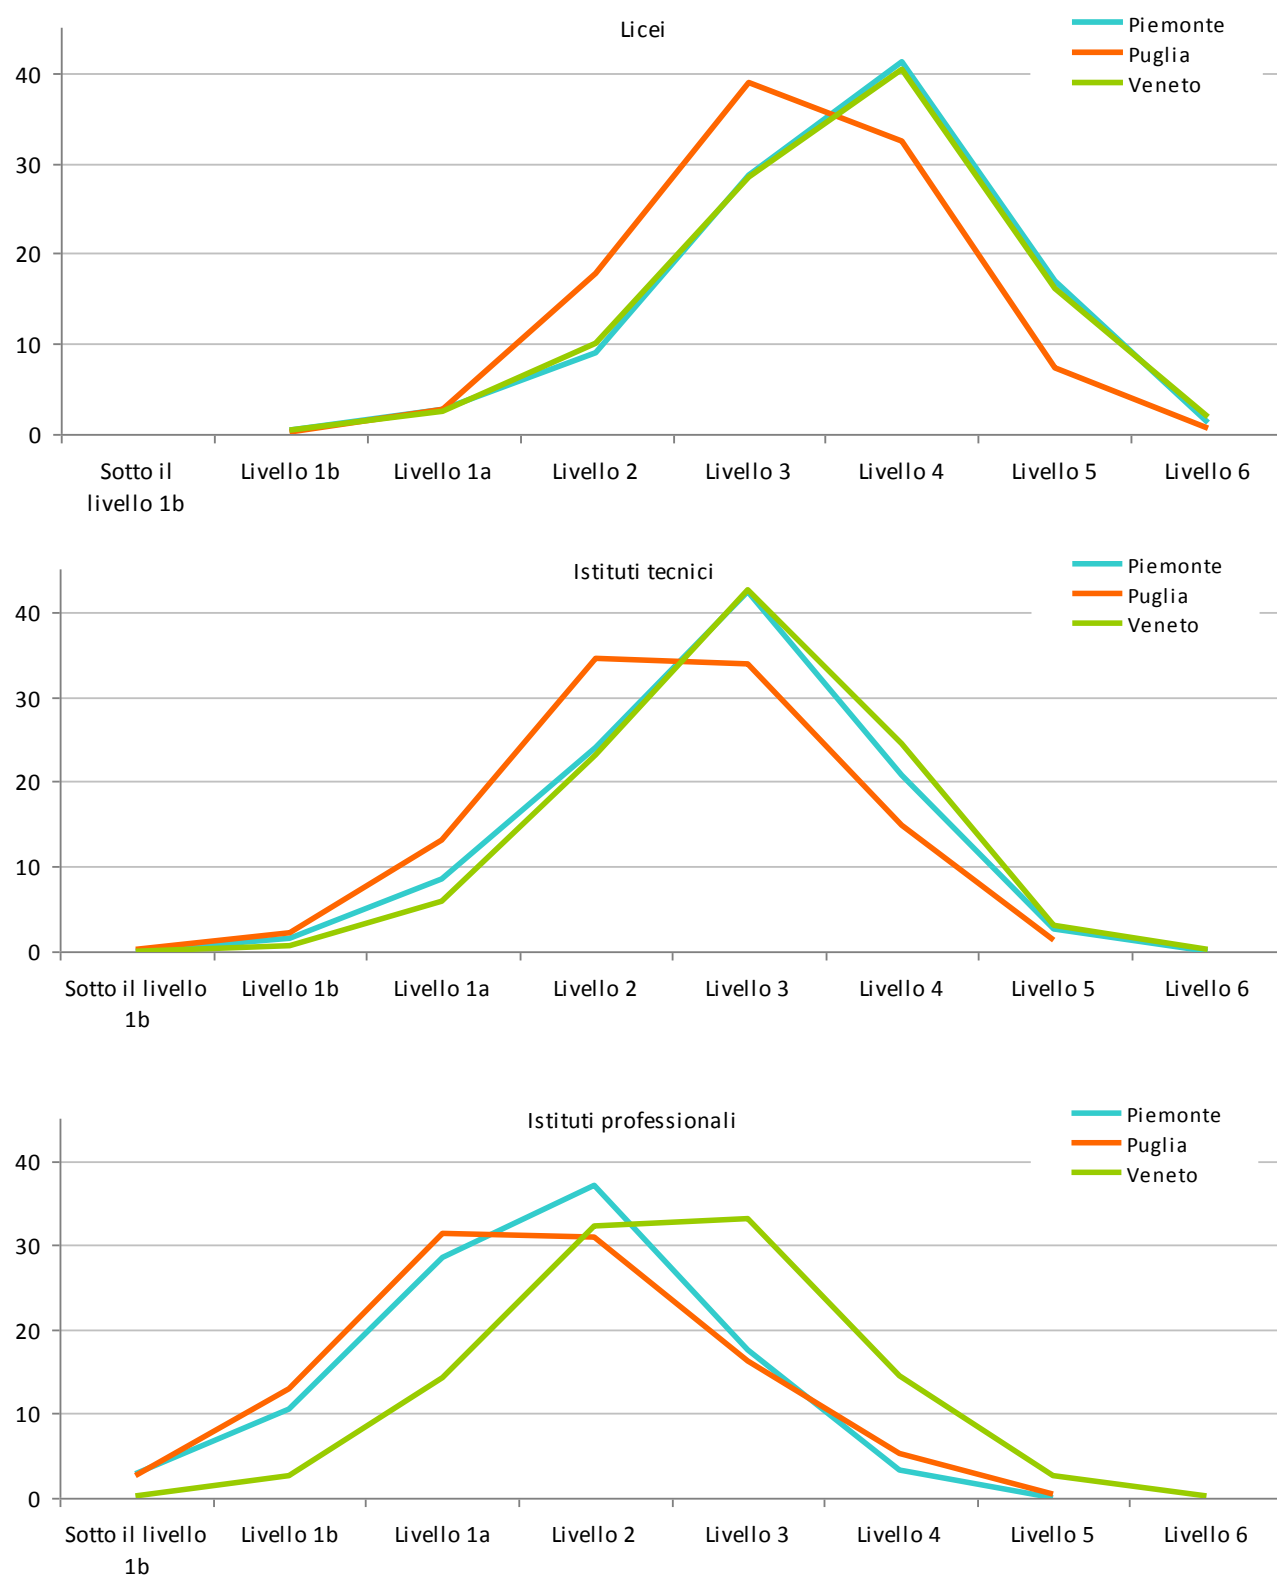 Licei
Piemonte
Puglia
Veneto
40
30
20
10
0
Sotto il
livello 1b
Livello 1b
Livello 1a
Livello 2
Livello 3
Livello 4
Livello 5
Livello 6
Istituti tecnici
Piemonte
Puglia
Veneto
40
30
20
10
0
Sotto il livello
1b
Livello 1b
Livello 1a
Livello 2
Livello 3
Livello 4
Livello 5
Livello 6
Istituti professionali
Piemonte
Puglia
Veneto
40
30
20
10
0
Sotto il livello
1b
Livello 1b
Livello 1a
Livello 2
Livello 3
Livello 4
Livello 5
Livello 6